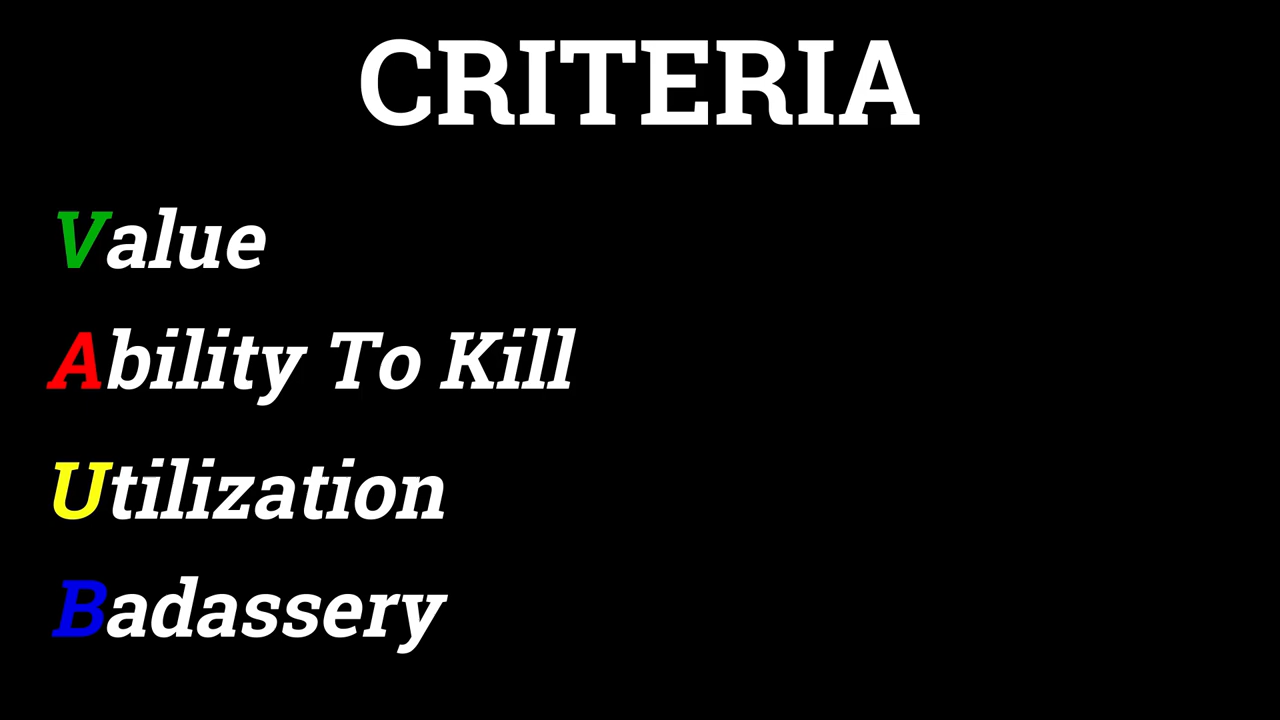 CRITERIA
Value
Ability To Kill
Utilization
Badassery